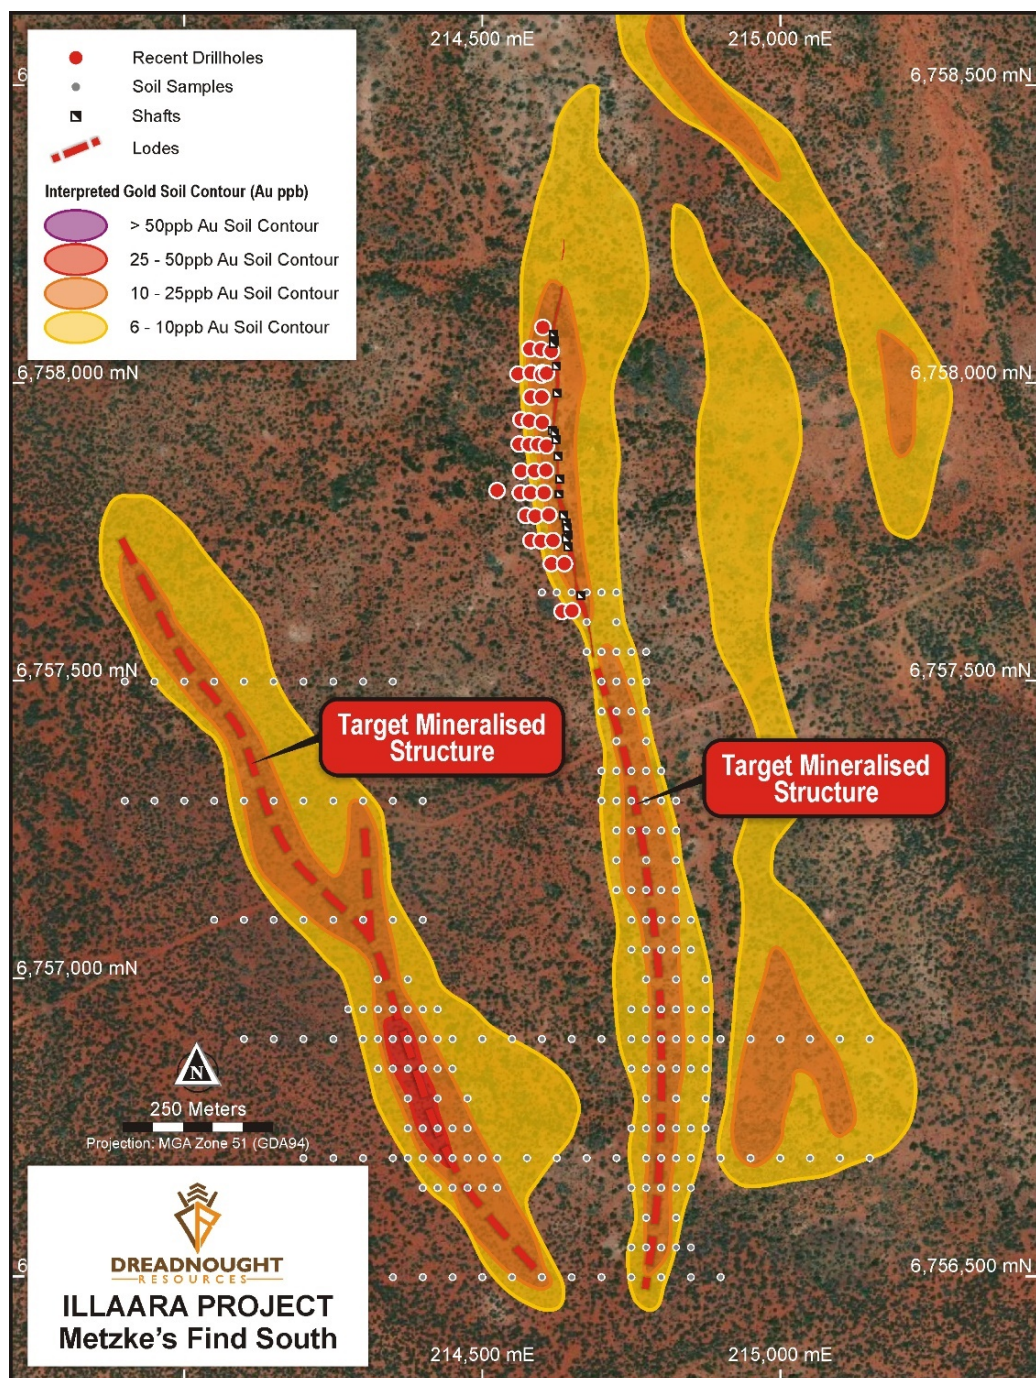 214,500 mE
215,000 mE
6
6,758,500 mN
Recent Drillholes
Soil Samples
Shafts
Lodes
Interpreted Gold Soil Contour (Au ppb)
> 50ppb Au Soil Contour
25 - 50ppb Au Soil Contour
10 - 25ppb Au Soil Contour
6 - 10ppb Au Soil Contour
6,758,000 mN
6,758,000 mN
6,757,500 mN
6,757,500 mN
Target Mineralised
Structure
Target Mineralised
Structure
6,757,000 mN
N
250 Meters
Projection: MGA Zone 51 (GDA94)
6,756,500 mN
DREADNOUGHT
RESOURCES
ILLAARA PROJECT
Metzke's Find South
214,500 mE
215,000 mE